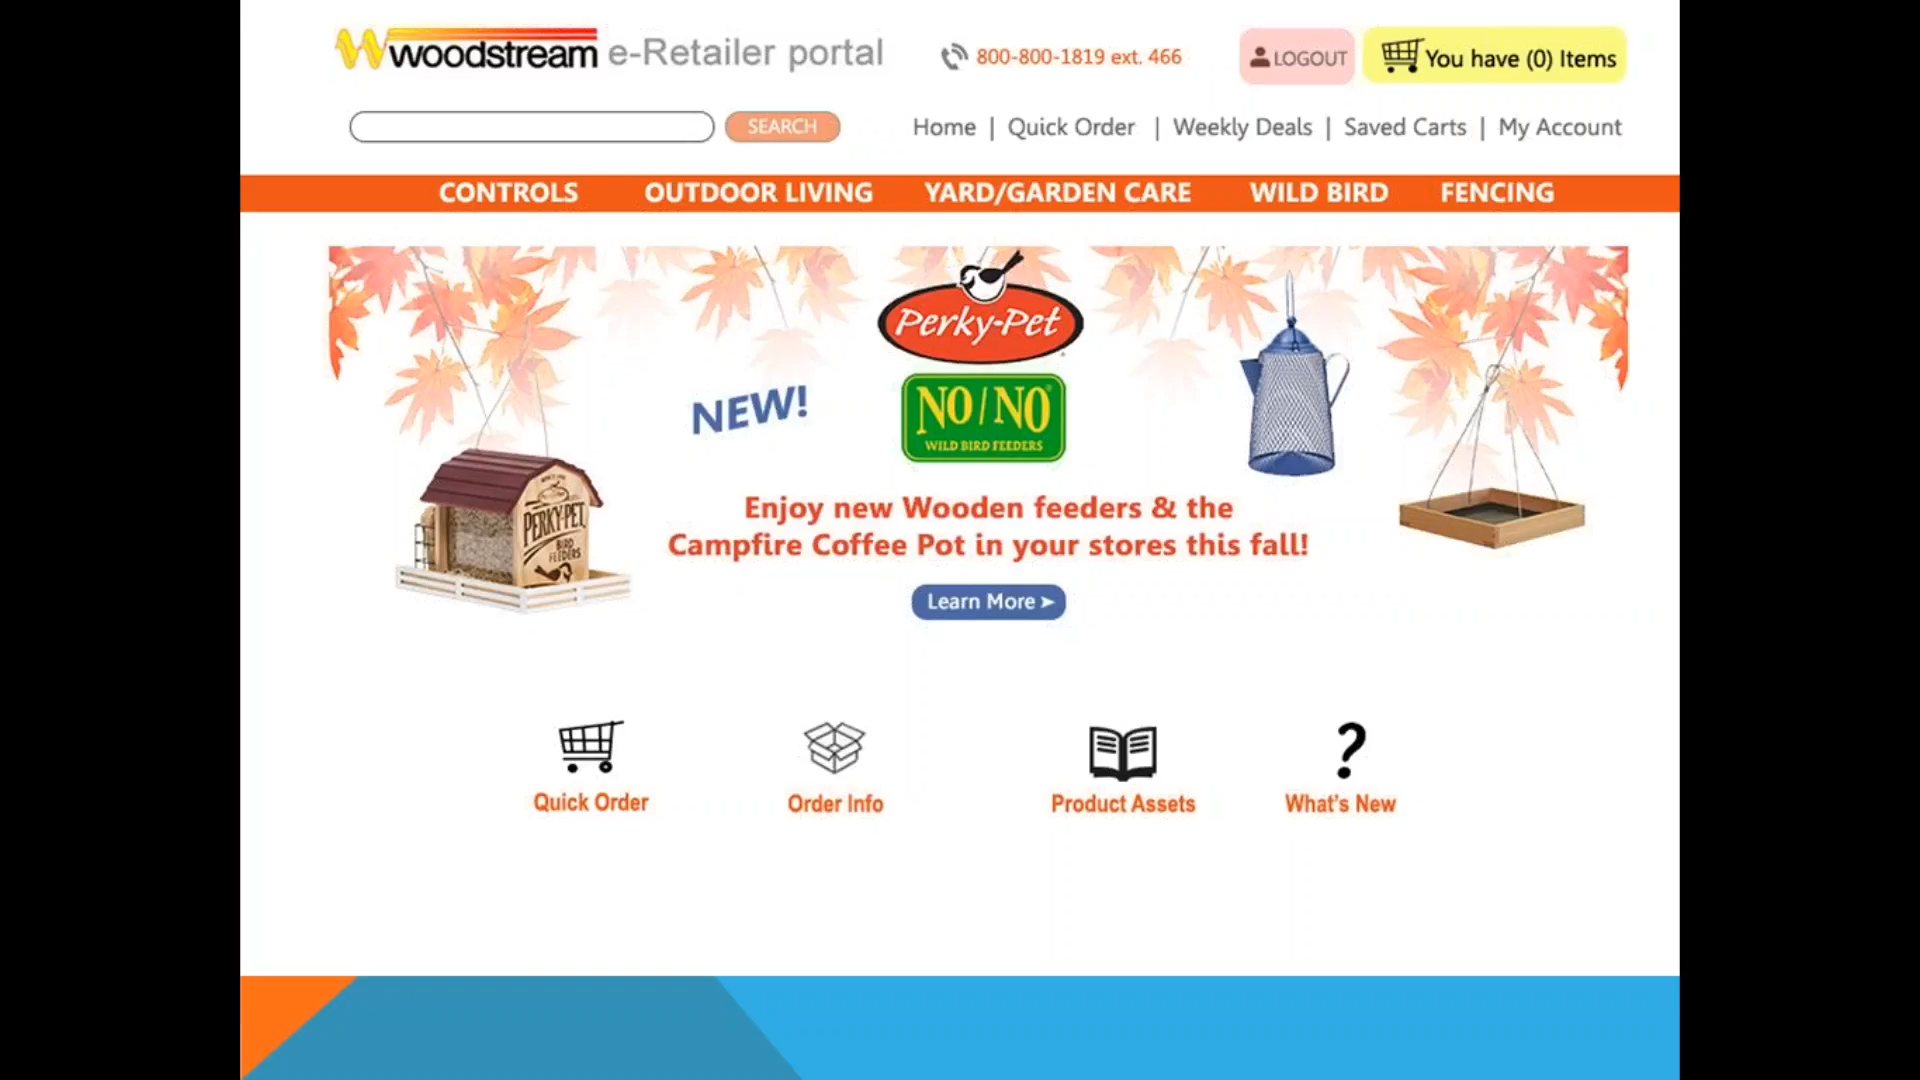 woodstream e-Retailer portal
800-800-1819 ext. 466
LOGOUT
You have (0) Items
SEARCH
Home | Quick Order | Weekly Deals | Saved Carts | My Account
CONTROLS OUTDOOR LIVING YARD/GARDEN CARE WILD BIRD FENCING
Perky-Pet
NEW!
NO/NO®
WILD BIRD FEEDERS
PERKY-PET
BIRD
FEEDERS
Enjoy new Wooden feeders & the
Campfire Coffee Pot in your stores this fall!
Learn More ➤
Quick Order
Order Info
Product Assets
What's New